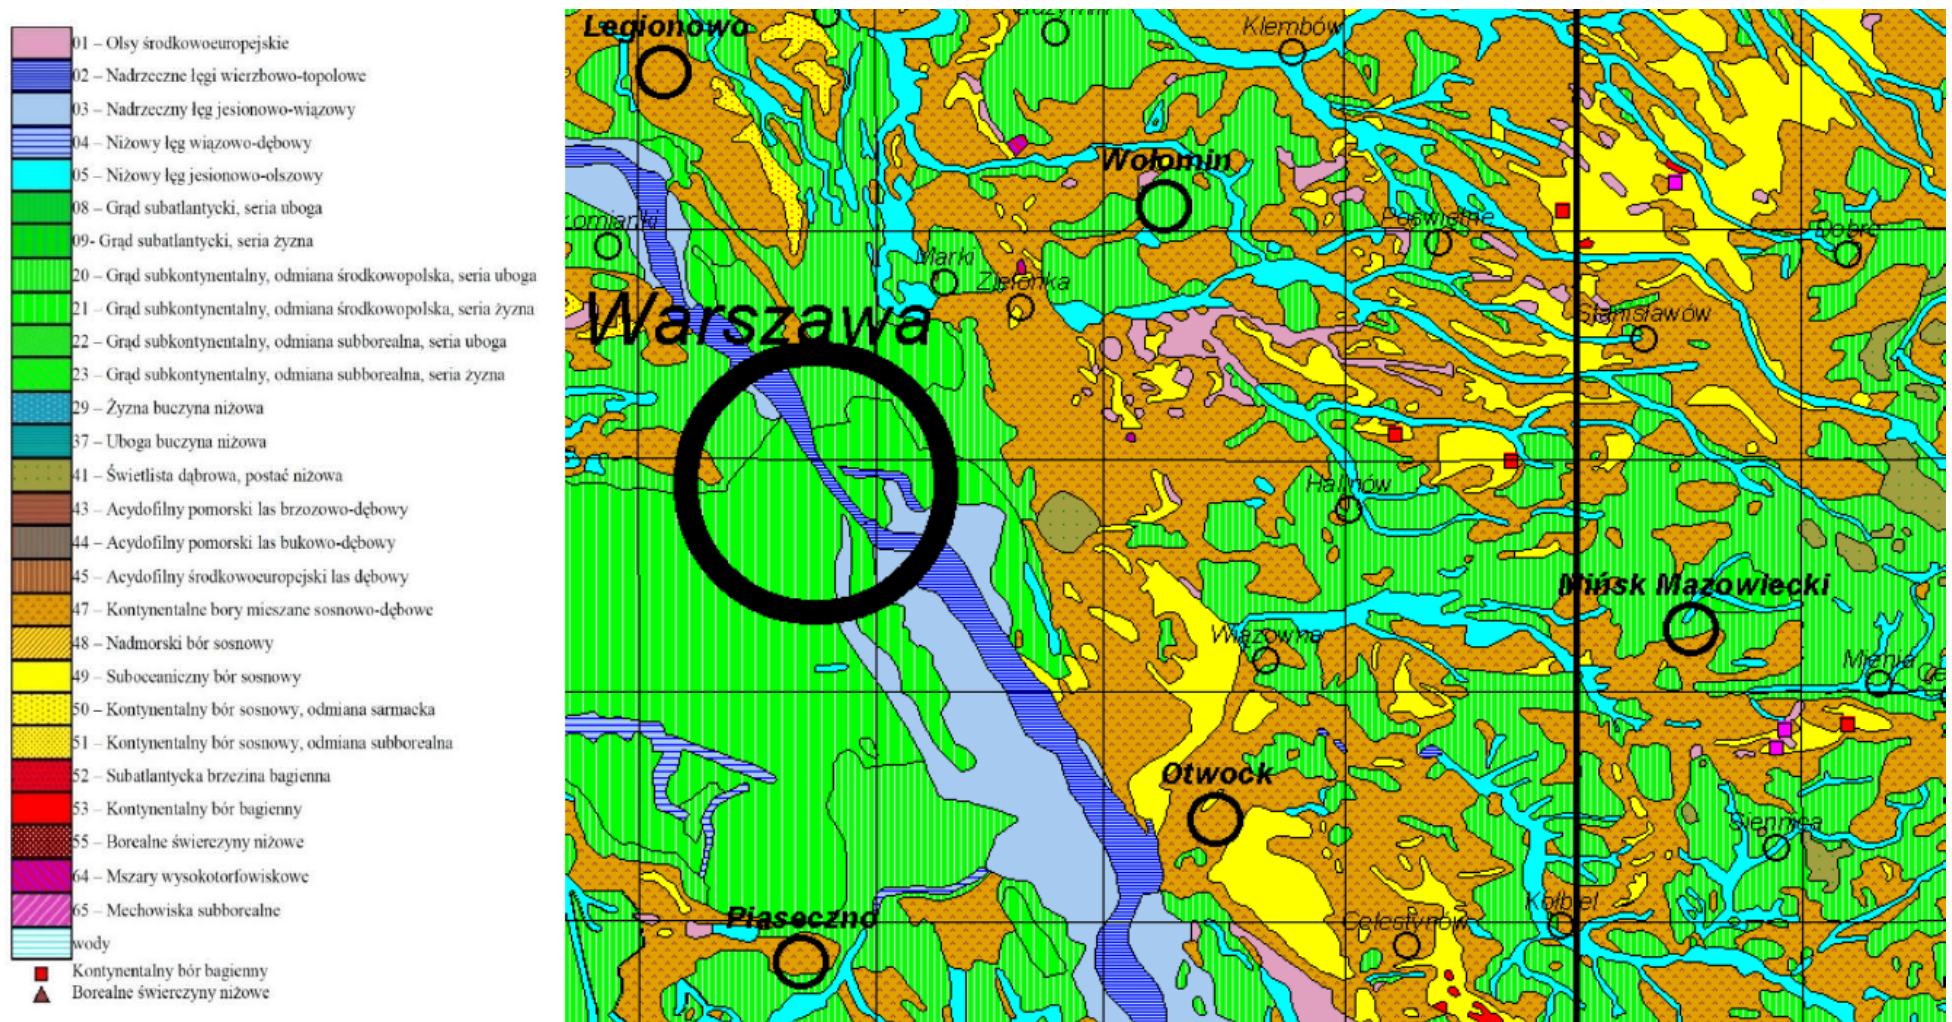 01 – Olsy środkowoeuropejskie
02 – Nadrzeczne łęgi wierzbowo-topolowe
03 – Nadrzeczny łęg jesionowo-wiązowy
04 – Niżowy łęg wiązowo-dębowy
05 – Niżowy łęg jesionowo-olszowy
08 – Grąd subatlantycki, seria uboga
09- Grąd subatlantycki, seria żyzna
20 – Grąd subkontynentalny, odmiana środkowopolska, seria uboga
21 – Grąd subkontynentalny, odmiana środkowopolska, seria żyzna
22 – Grąd subkontynentalny, odmiana subborealna, seria uboga
23 – Grąd subkontynentalny, odmiana subborealna, seria żyzna
29 – Żyzna buczyna niżowa
37 – Uboga buczyna niżowa
41 – Świetlista dąbrowa, postać niżowa
43 – Acydofilny pomorski las brzozowo-dębowy
44 – Acydofilny pomorski las bukowo-dębowy
45 – Acydofilny środkowoeuropejski las dębowy
47 – Kontynentalne bory mieszane sosnowo-dębowe
48 – Nadmorski bór sosnowy
49 – Suboceaniczny bór sosnowy
50 – Kontynentalny bór sosnowy, odmiana sarmacka
51 – Kontynentalny bór sosnowy, odmiana subborealna
52 – Subatlantycka brzezina bagienna
53 – Kontynentalny bór bagienny
55 – Borealne świerczyny niżowe
64 – Mszary wysokotorfowiskowe
65 – Mechowiska subborealne
wody
Kontynentalny bór bagienny
Borealne świerczyny niżowe
Legionowo
Klembów
Wołomin
omianki
Poświętne
Dobre
Marki
Zielonka
Warszawa
Stanisławów
Halinów
Mińsk Mazowiecki
Wiązowna
Mienia
Otwock
Siennica
Piaseczno
Celestynów
Kołbiel